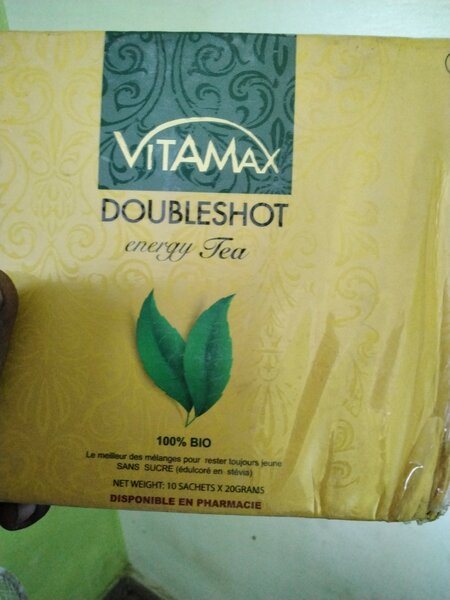 VITAMAX
DOUBLESHOT
energy Tea
100% BIO
Le meilleur des mélanges pour rester toujours jeune
SANS SUCRE (édulcoré en stévia)
NET WEIGHT: 10 SACHETS X 20GRAMS
DISPONIBLE EN PHARMACIE